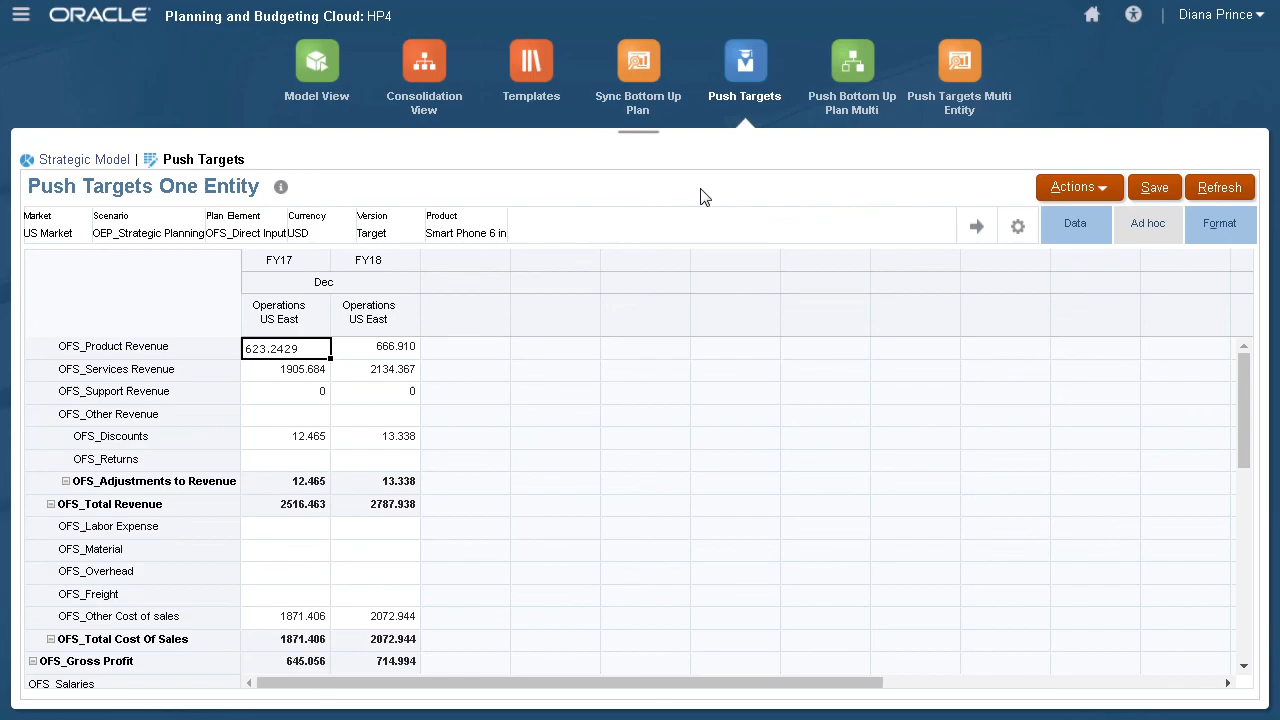 ORACLE Planning and Budgeting Cloud: HP4
Diana Prince
Model View
Consolidation View
Templates
Sync Bottom Up Plan
Push Targets
Push Bottom Up Plan Multi
Push Targets Multi Entity
Strategic Model | Push Targets
Push Targets One Entity
Actions Save Refresh
Market Scenario Plan Element Currency Version Product
US Market OEP_Strategic Planning OFS_Direct Input USD Target Smart Phone 6 in
Data Ad hoc Format
FY17 FY18
Dec
Operations Operations
US East US East
OFS_Product Revenue 623.2429 666.910
OFS_Services Revenue 1905.684 2134.367
OFS_Support Revenue 0 0
OFS_Other Revenue
OFS_Discounts 12.465 13.338
OFS_Returns
OFS_Adjustments to Revenue 12.465 13.338
OFS_Total Revenue 2516.463 2787.938
OFS_Labor Expense
OFS_Material
OFS_Overhead
OFS_Freight
OFS_Other Cost of sales 1871.406 2072.944
OFS_Total Cost Of Sales 1871.406 2072.944
OFS_Gross Profit 645.056 714.994
OFS_Salaries